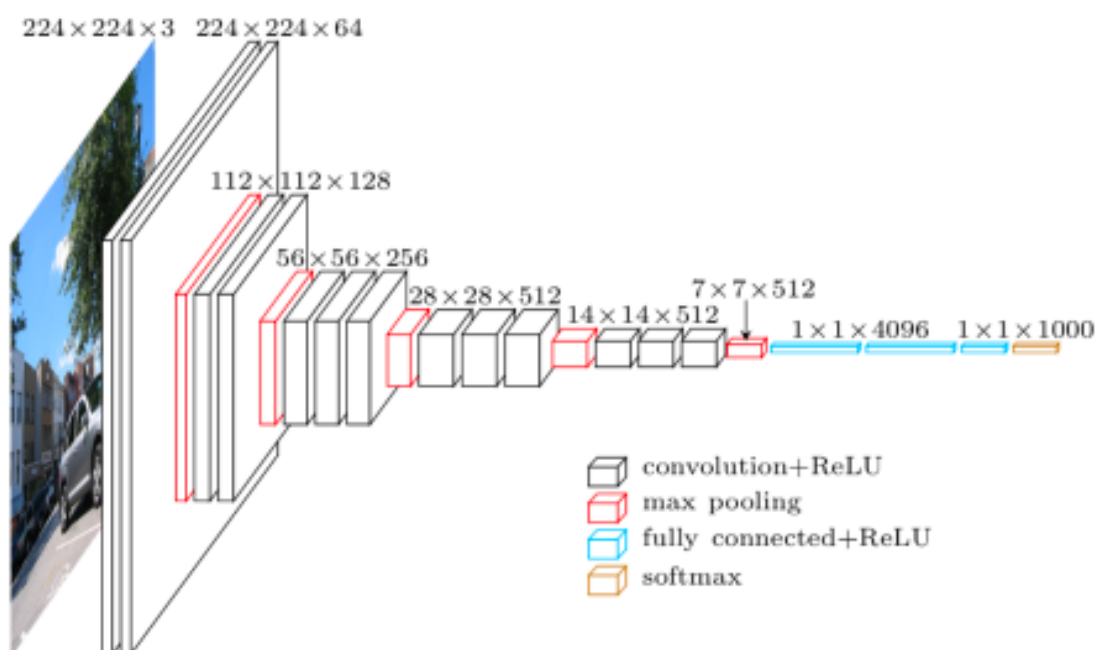 224×224×3
224×224×64
112×112×128
56×56×256
28×28×512
14×14×512
7×7×512
1×1×4096
1×1×1000
convolution+ReLU
max pooling
fully connected+ReLU
softmax